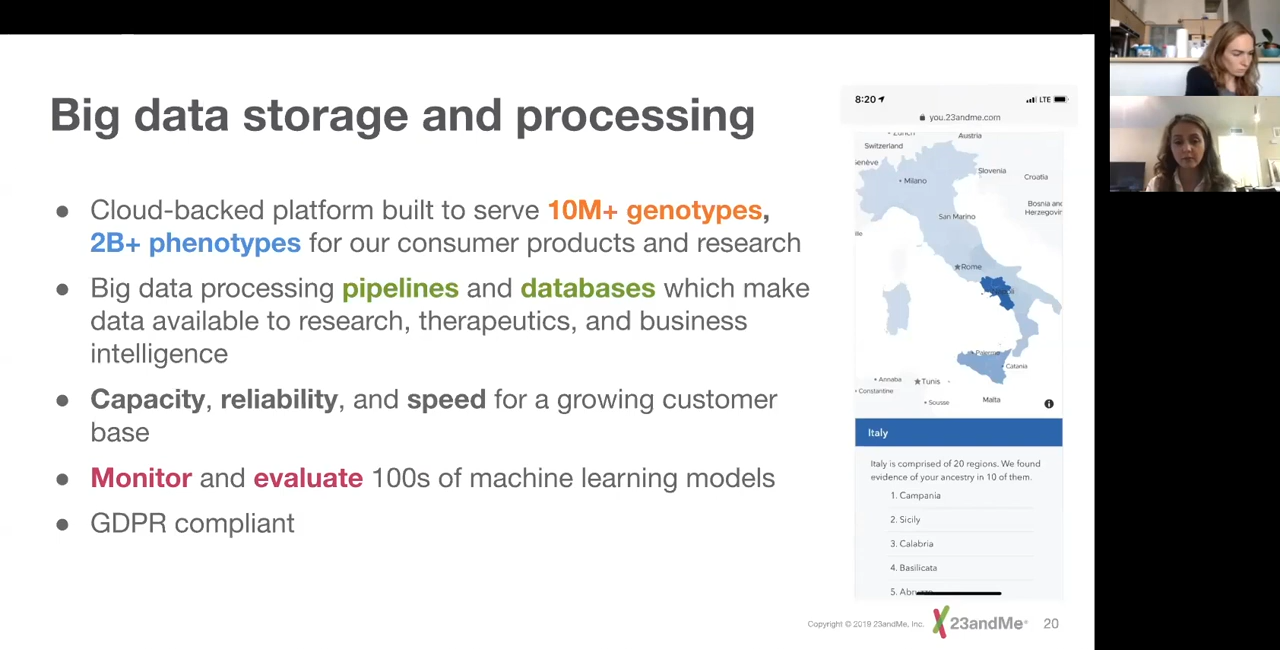 Big data storage and processing
● Cloud-backed platform built to serve 10M+ genotypes,
2B+ phenotypes for our consumer products and research
● Big data processing pipelines and databases which make
data available to research, therapeutics, and business
intelligence
● Capacity, reliability, and speed for a growing customer
base
● Monitor and evaluate 100s of machine learning models
● GDPR compliant
8:20
LTE
you.23andme.com
Austria
Switzerland
Slovenia
Croatia
Milano
Bosnia and
Herzegovin
San Marino
Rome
Palermo
Catania
Annaba
Tunis
Constantine
Sousse
Malta
Italy
Italy is comprised of 20 regions. We found
evidence of your ancestry in 10 of them.
1. Campania
2. Sicily
3. Calabria
4. Basilicata
5.
Copyright © 2019 23andMe, Inc.
23andMe®
20